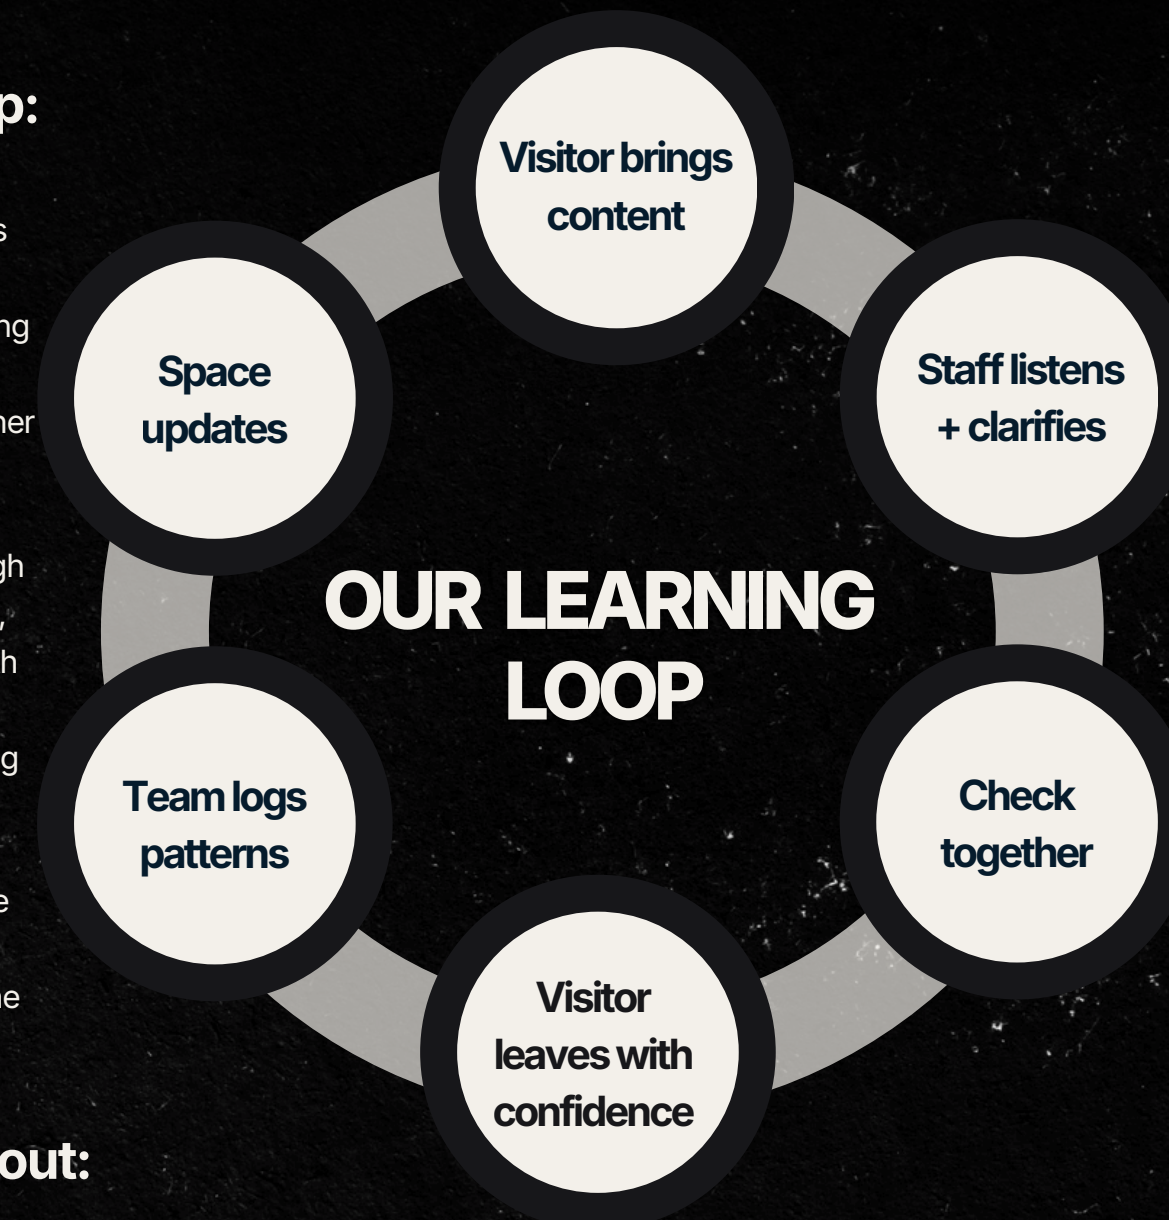 p:
s
ng
her
gh
,
h
g
e
ne
out:
Visitor brings
content
Staff listens
+ clarifies
Check
together
Visitor
leaves with
confidence
Team logs
patterns
Space
updates
OUR LEARNING
LOOP